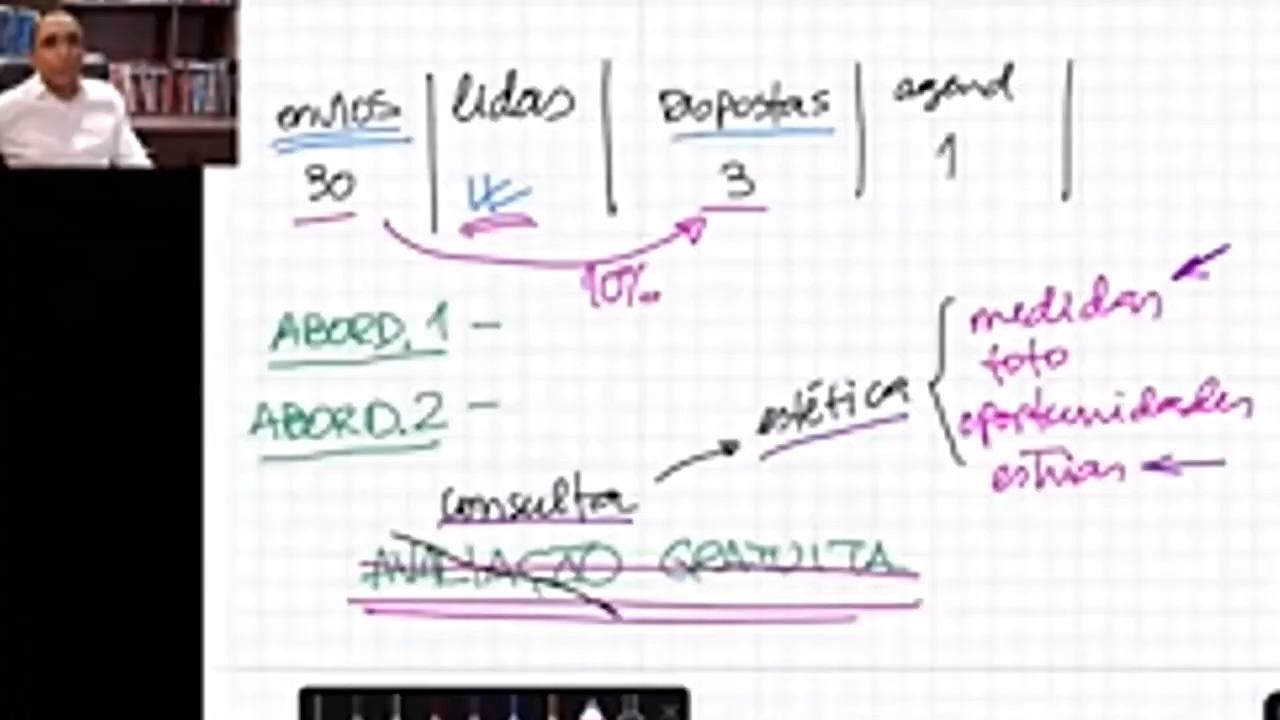 envios lidas respostas agend
30 3 1
10%
ABORD. 1 -
ABORD. 2 -
medidas
foto
estética
oportunidades
estrias
consulta
AVALIAÇÃO GRATUITA